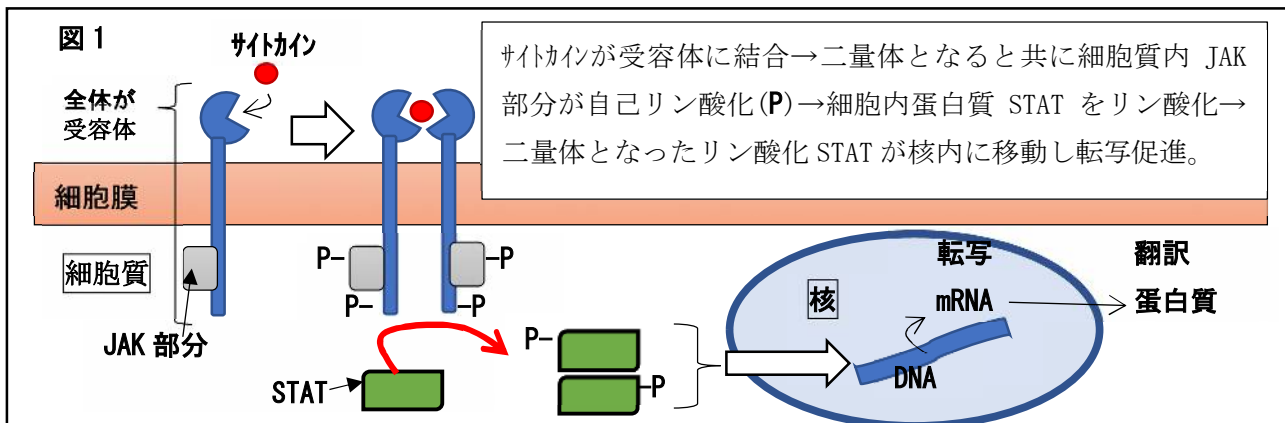 図1
サイトカイン
全体が
受容体
サイトカインが受容体に結合→二量体となると共に細胞質内 JAK
部分が自己リン酸化(P)→細胞内蛋白質 STAT をリン酸化→
二量体となったリン酸化 STAT が核内に移動し転写促進。
細胞膜
細胞質
JAK 部分
P-
-P
P-
-P
STAT
P-
-P
核
転写
mRNA
DNA
翻訳
蛋白質